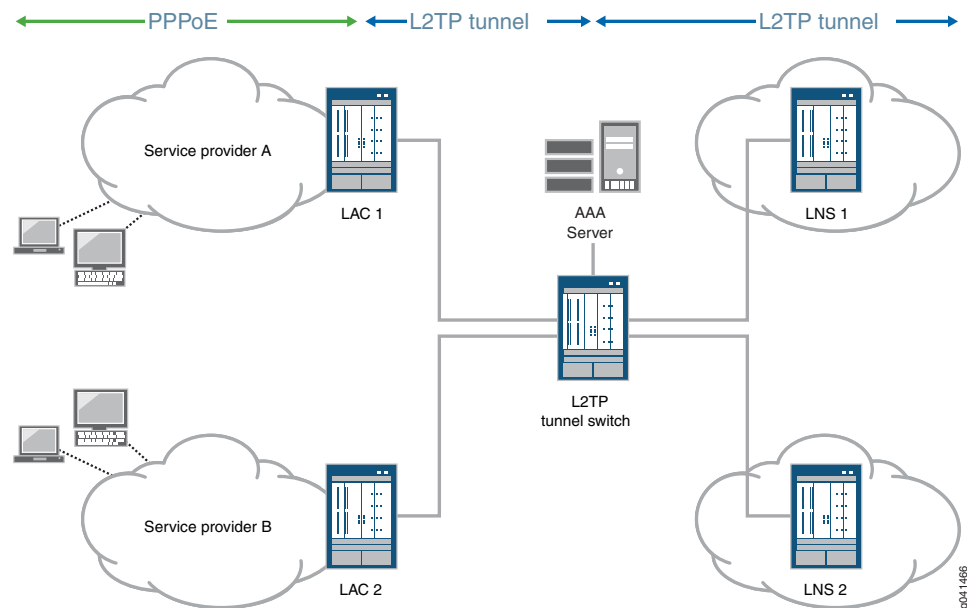 PPPoE
L2TP tunnel
L2TP tunnel
Service provider A
LAC 1
AAA
Server
LNS 1
L2TP
tunnel switch
Service provider B
LAC 2
LNS 2
g041466